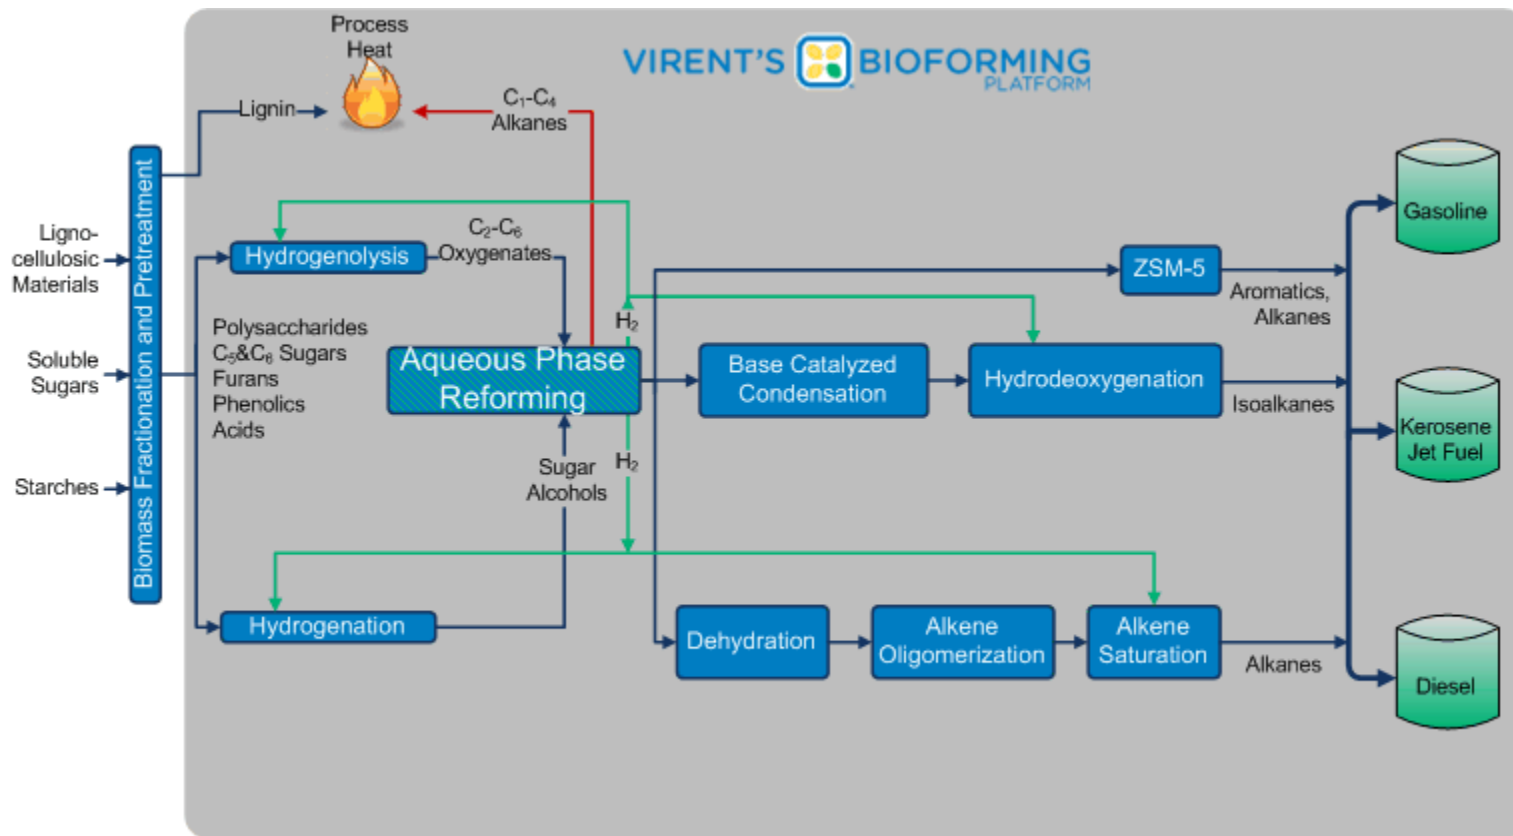 Process
Heat
VIRENT'S BIOFORMING
PLATFORM
Lignin
C₁-C₄
Alkanes
Biomass Fractionation and Pretreatment
Ligno-
cellulosic
Materials
Soluble
Sugars
Starches
Hydrogenolysis
C₂-C₆
Oxygenates
Polysaccharides
C₅&C₆ Sugars
Furans
Phenolics
Acids
Aqueous Phase
Reforming
H₂
H₂
Sugar
Alcohols
Hydrogenation
ZSM-5
Aromatics,
Alkanes
Base Catalyzed
Condensation
Hydrodeoxygenation
Isoalkanes
Dehydration
Alkene
Oligomerization
Alkene
Saturation
Alkanes
Gasoline
Kerosene
Jet Fuel
Diesel